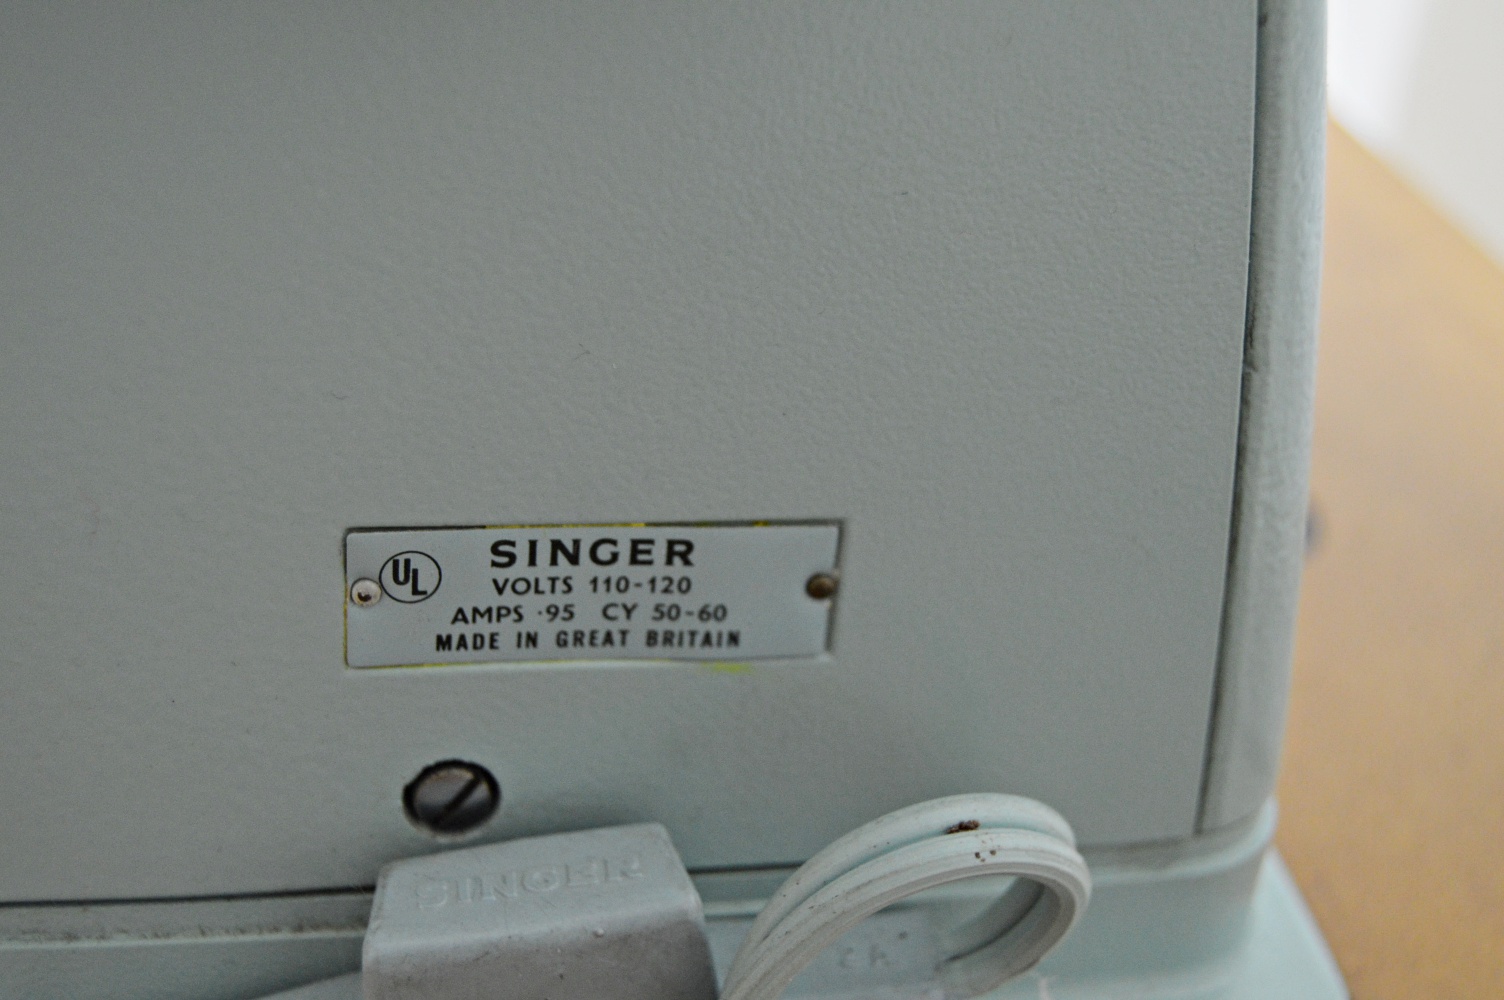 UL
SINGER
VOLTS 110-120
AMPS ·95 CY 50-60
MADE IN GREAT BRITAIN
SINGER